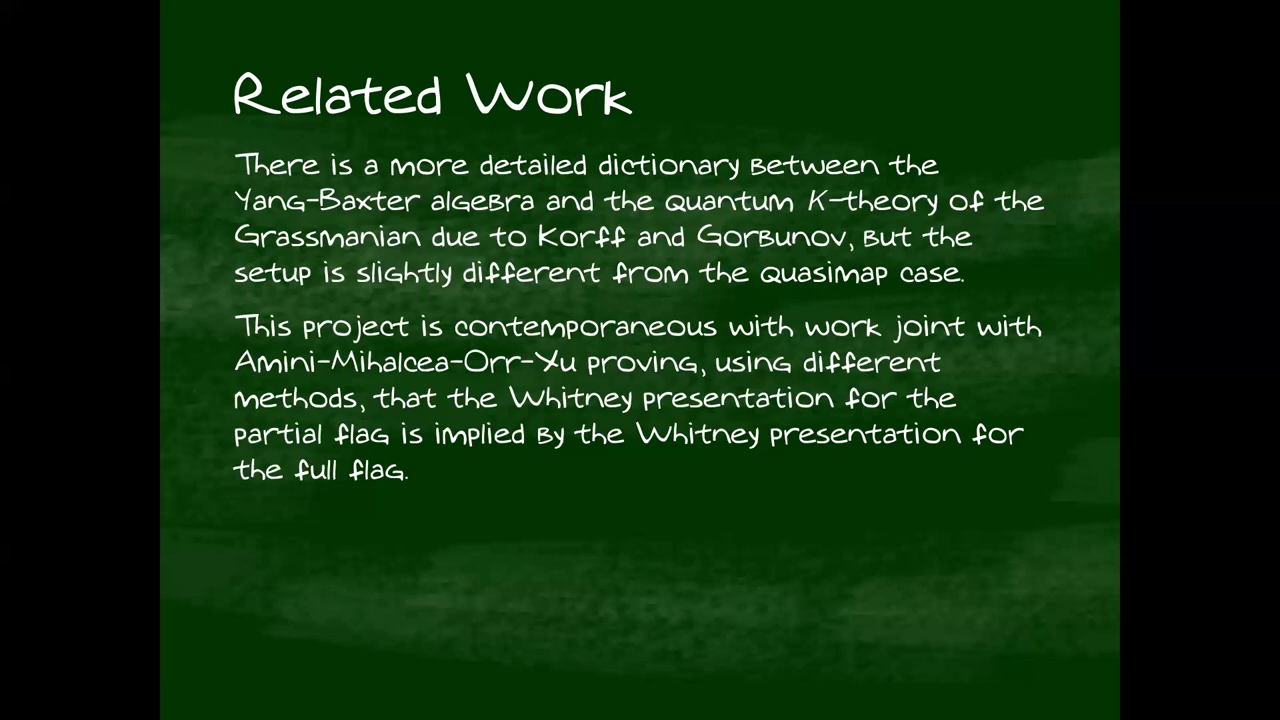 Related Work
There is a more detailed dictionary between the
Yang-Baxter algebra and the quantum K-theory of the
Grassmanian due to Korff and Gorbunov, but the
setup is slightly different from the quasimap case.
This project is contemporaneous with work joint with
Amini-Mihalcea-Orr-Xu proving, using different
methods, that the Whitney presentation for the
partial flag is implied by the Whitney presentation for
the full flag.